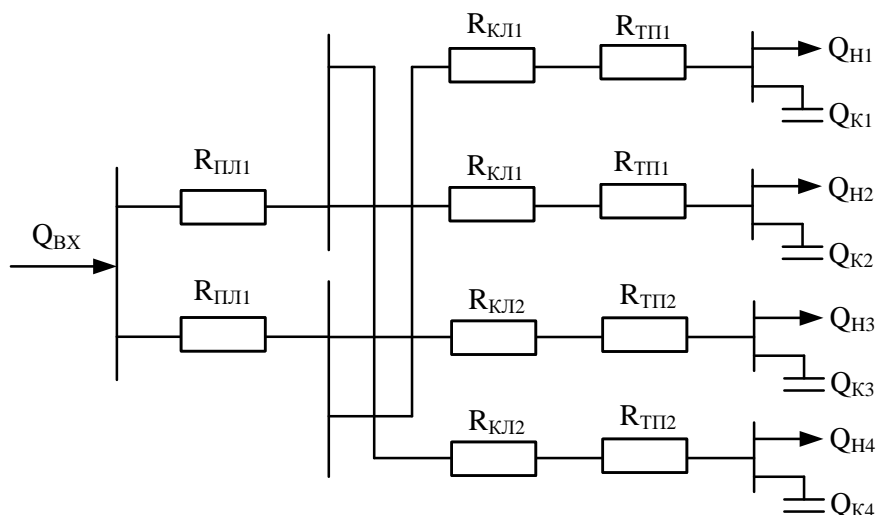 R_КЛ1 R_ТП1 Q_Н1
Q_К1
R_ПЛ1 R_КЛ1 R_ТП1 Q_Н2
Q_ВХ Q_К2
R_ПЛ1 R_КЛ2 R_ТП2 Q_Н3
Q_К3
R_КЛ2 R_ТП2 Q_Н4
Q_К4